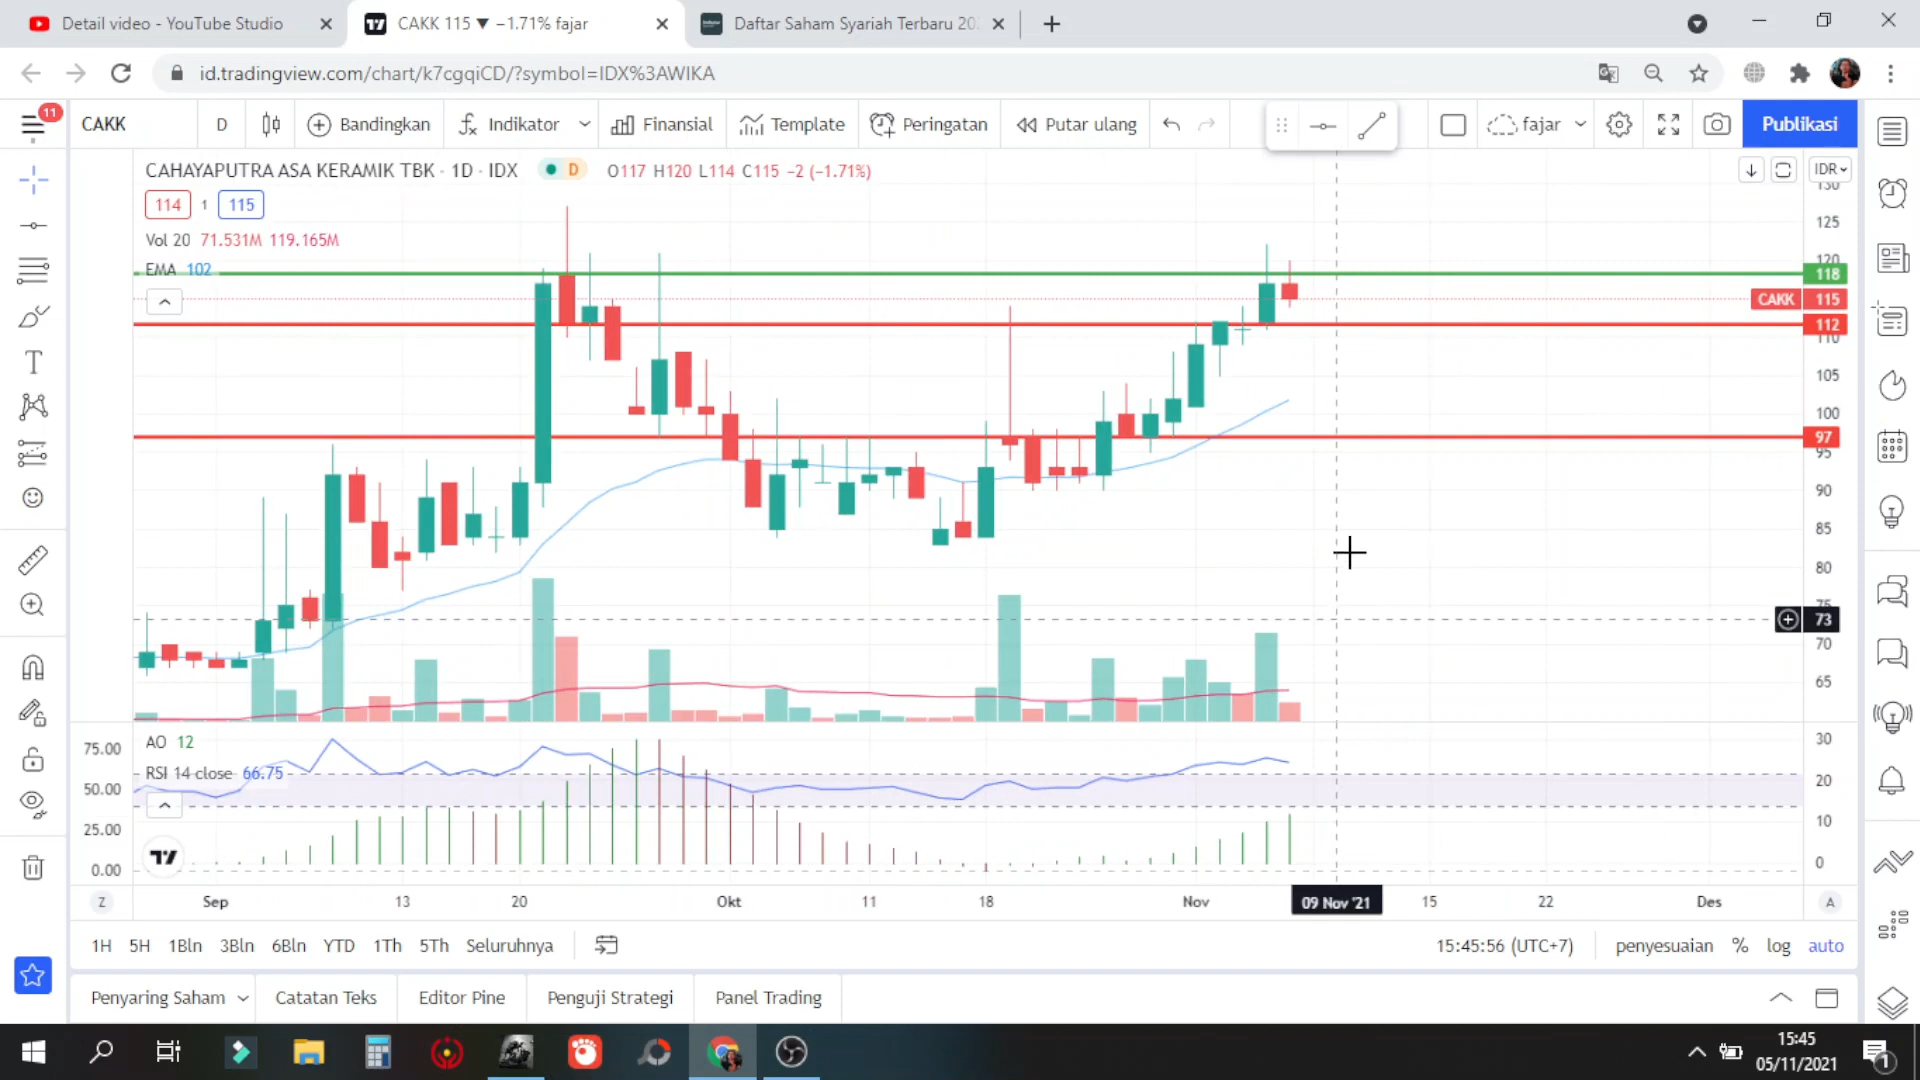 Detail video - YouTube Studio
CAKK 115 ▼ −1.71% fajar
Daftar Saham Syariah Terbaru 20
id.tradingview.com/chart/k7cgqiCD/?symbol=IDX%3AWIKA
11
CAKK
D
Bandingkan
Indikator
Finansial
Template
Peringatan
Putar ulang
fajar
Publikasi
CAHAYAPUTRA ASA KERAMIK TBK · 1D · IDX
D
O117 H120 L114 C115 −2 (−1.71%)
IDR
114
1
115
Vol 20 71.531M 119.165M
EMA 102
130
125
120
118
CAKK 115
112
110
105
100
97
95
90
85
80
75
73
70
65
AO 12
RSI 14 close 66.75
75.00
50.00
25.00
0.00
30
20
10
0
Z
Sep
13
20
Okt
11
18
Nov
09 Nov '21
15
22
Des
A
1H 5H 1Bln 3Bln 6Bln YTD 1Th 5Th Seluruhnya
15:45:56 (UTC+7)
penyesuaian % log auto
Penyaring Saham
Catatan Teks
Editor Pine
Penguji Strategi
Panel Trading
15:45
05/11/2021
1